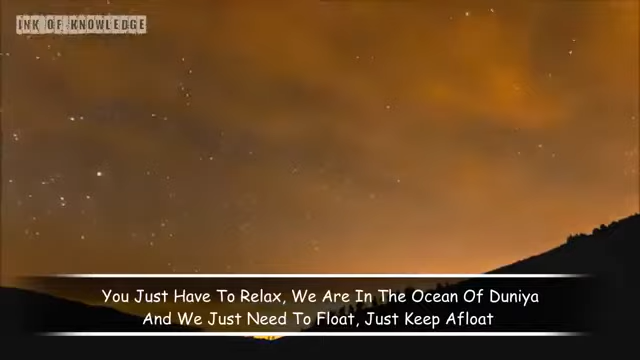 INK OF KNOWLEDGE
You Just Have To Relax, We Are In The Ocean Of Duniya
And We Just Need To Float, Just Keep Afloat